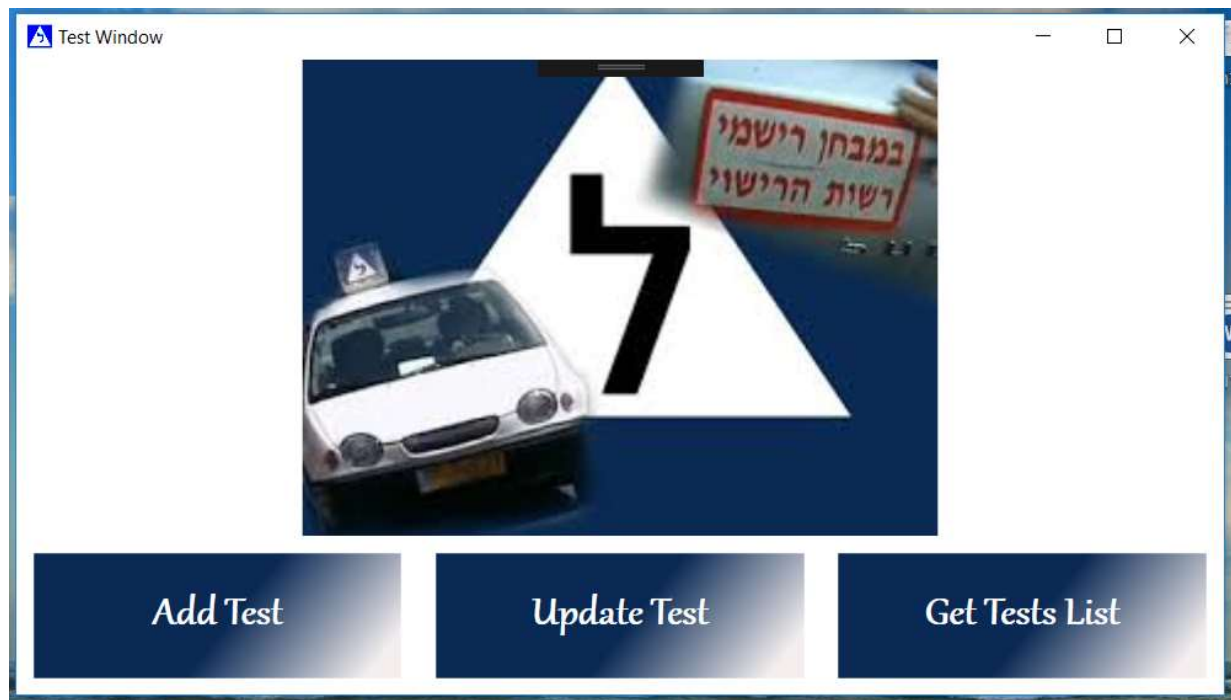 Test Window
ל
במבחן רישמי
רשות הרישוי
ל
Add Test
Update Test
Get Tests List